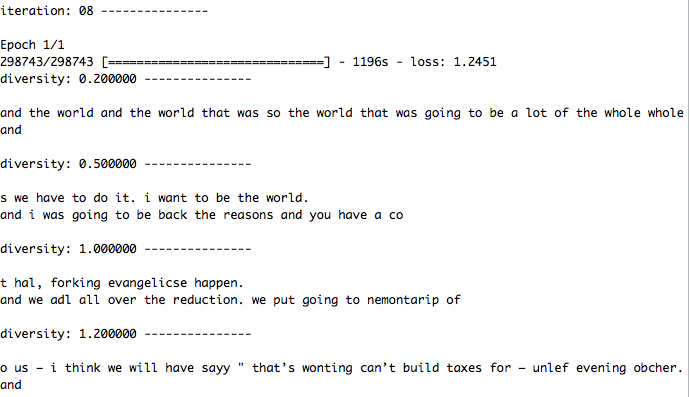 iteration: 08 ---------------
Epoch 1/1
298743/298743 [==============================] - 1196s - loss: 1.2451
diversity: 0.200000 ---------------
and the world and the world that was so the world that was going to be a lot of the whole whole
and
diversity: 0.500000 ---------------
s we have to do it. i want to be the world.
and i was going to be back the reasons and you have a co
diversity: 1.000000 ---------------
t hal, forking evangelicse happen.
and we adl all over the reduction. we put going to nemontarip of
diversity: 1.200000 ---------------
o us – i think we will have sayy " that’s wonting can’t build taxes for – unlef evening obcher.
and